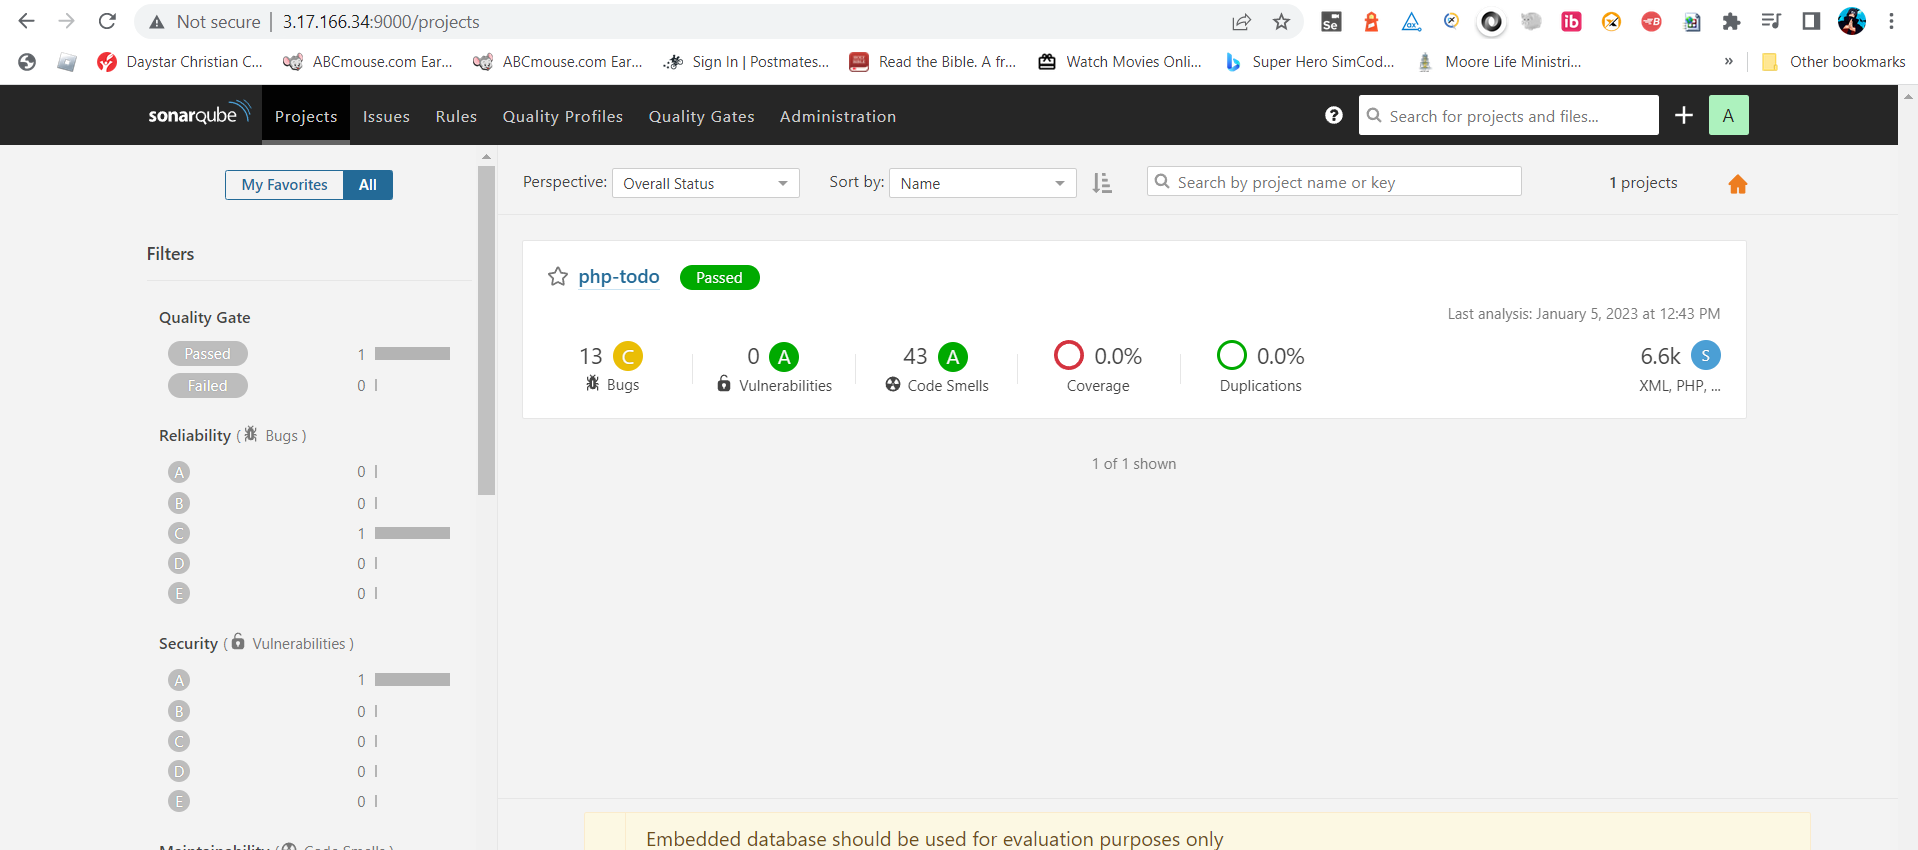 Not secure | 3.17.166.34:9000/projects
Daystar Christian C... ABCmouse.com Ear... ABCmouse.com Ear... Sign In | Postmates... Read the Bible. A fr... Watch Movies Onli... Super Hero SimCod... Moore Life Ministri... » Other bookmarks
sonarqube Projects Issues Rules Quality Profiles Quality Gates Administration ? Search for projects and files... + A
My Favorites All
Perspective: Overall Status Sort by: Name Search by project name or key 1 projects
Filters
Quality Gate
Passed 1
Failed 0
Reliability ( Bugs )
A 0
B 0
C 1
D 0
E 0
Security ( Vulnerabilities )
A 1
B 0
C 0
D 0
E 0
Maintainability ( Code Smells )
php-todo Passed
Last analysis: January 5, 2023 at 12:43 PM
13 C 0 A 43 A 0.0% 0.0% 6.6k S
Bugs Vulnerabilities Code Smells Coverage Duplications XML, PHP, ...
1 of 1 shown
Embedded database should be used for evaluation purposes only